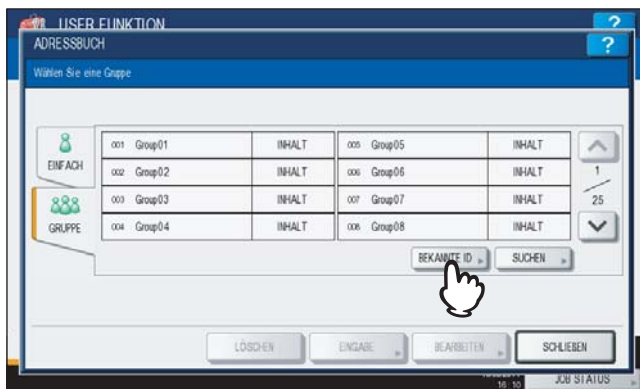 USER FUNKTION
?
ADRESSBUCH
?
Wählen Sie eine Gruppe
EINFACH
GRUPPE
001 Group01 INHALT 005 Group05 INHALT
002 Group02 INHALT 006 Group06 INHALT
003 Group03 INHALT 007 Group07 INHALT
004 Group04 INHALT 008 Group08 INHALT
1
25
BEKANNTE ID SUCHEN
LÖSCHEN EINGABE BEARBEITEN SCHLIEßEN
16:10 JOB STATUS